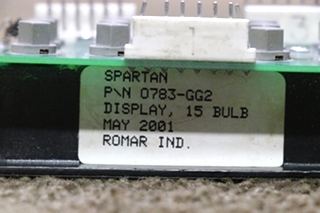 SPARTAN
P\N 0783-GG2
DISPLAY, 15 BULB
MAY 2001
ROMAR IND.